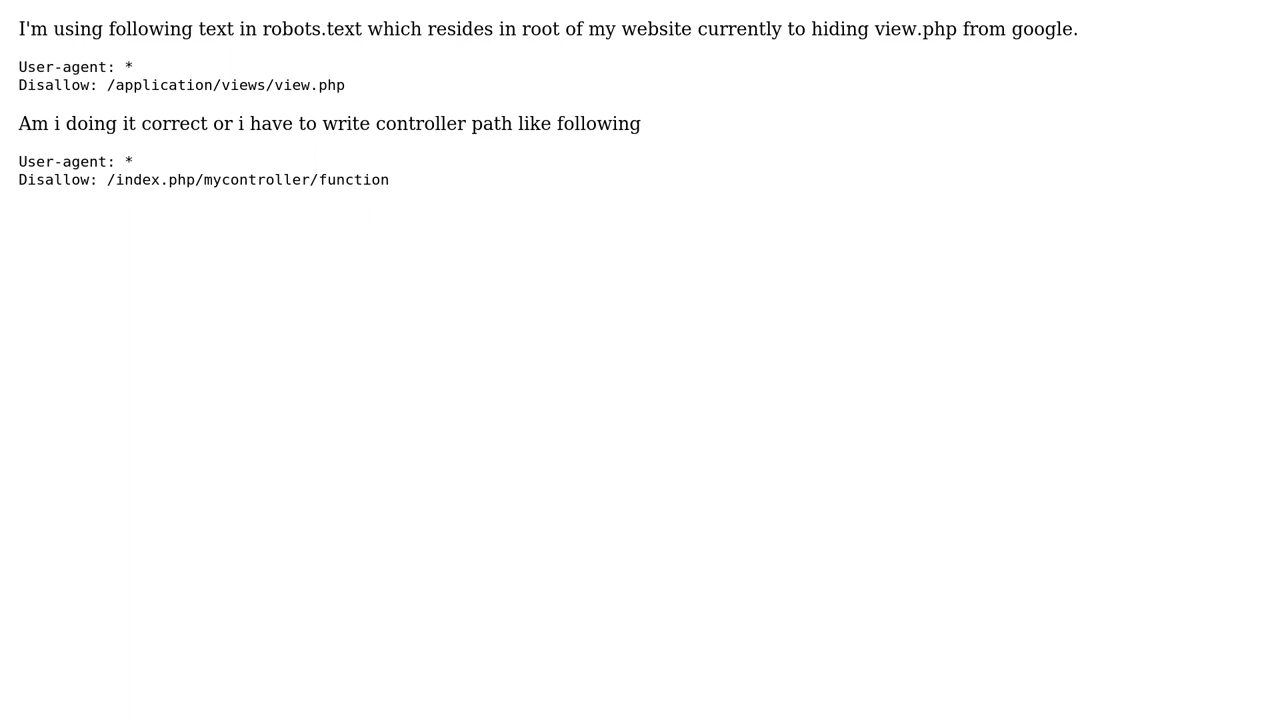 I'm using following text in robots.text which resides in root of my website currently to hiding view.php from google.
User-agent: *
Disallow: /application/views/view.php
Am i doing it correct or i have to write controller path like following
User-agent: *
Disallow: /index.php/mycontroller/function